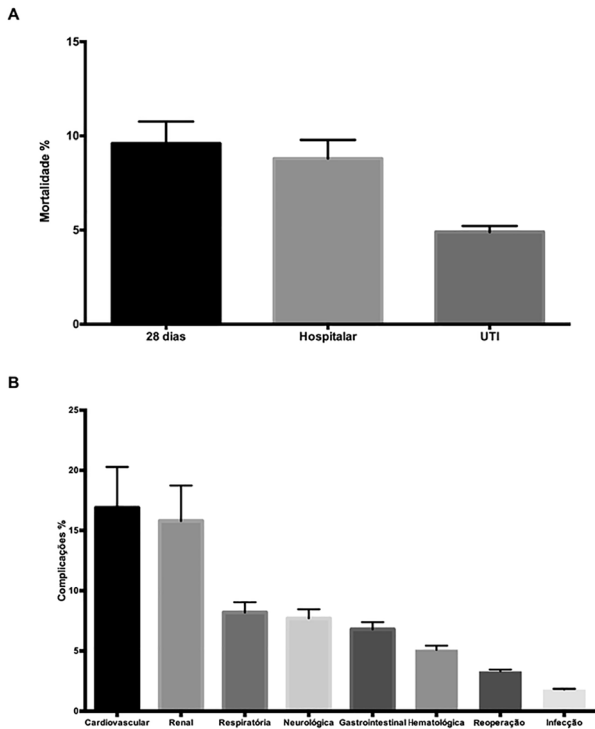 A
15
10
5
0
Mortalidade %
28 dias Hospitalar UTI
B
25
20
15
10
5
0
Complicações %
Cardiovascular Renal Respiratória Neurológica Gastrointestinal Hematológica Reoperação Infecção